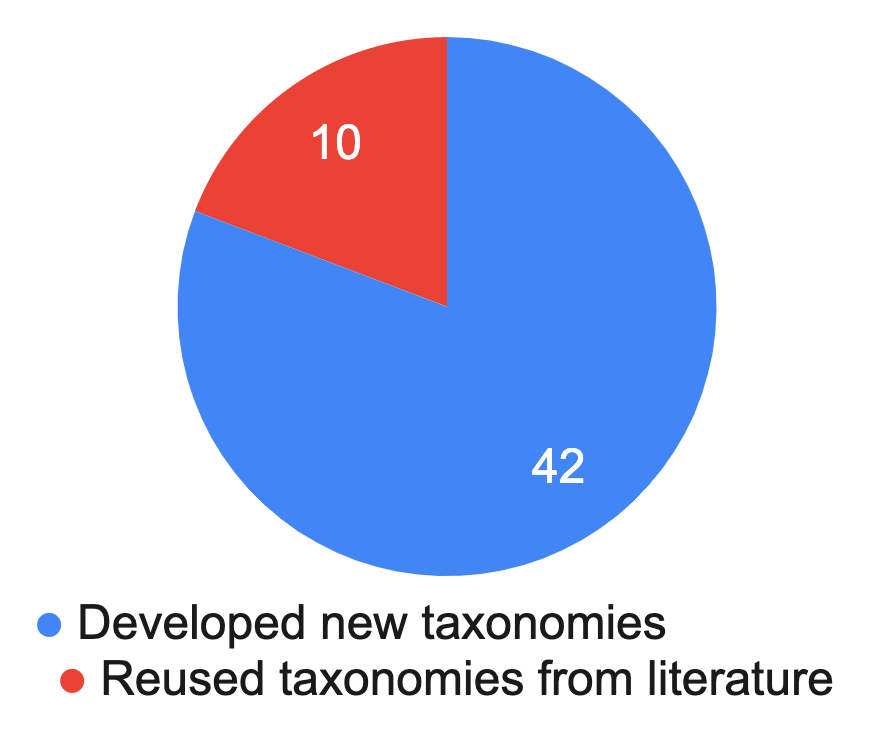 10
42
Developed new taxonomies
Reused taxonomies from literature